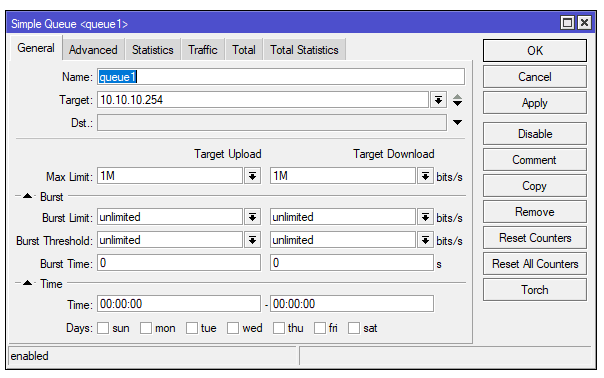 Simple Queue <queue1>
General Advanced Statistics Traffic Total Total Statistics
Name: queue1
Target: 10.10.10.254
Dst.:
Target Upload Target Download
Max Limit: 1M 1M bits/s
Burst
Burst Limit: unlimited unlimited
Burst Threshold: unlimited unlimited bits/s
Burst Time: 0 0 s
Time
Time: 00:00:00 - 00:00:00
Days: sun mon tue wed thu fri sat
OK
Cancel
Apply
Disable
Comment
Copy
Remove
Reset Counters
Reset All Counters
Torch
enabled